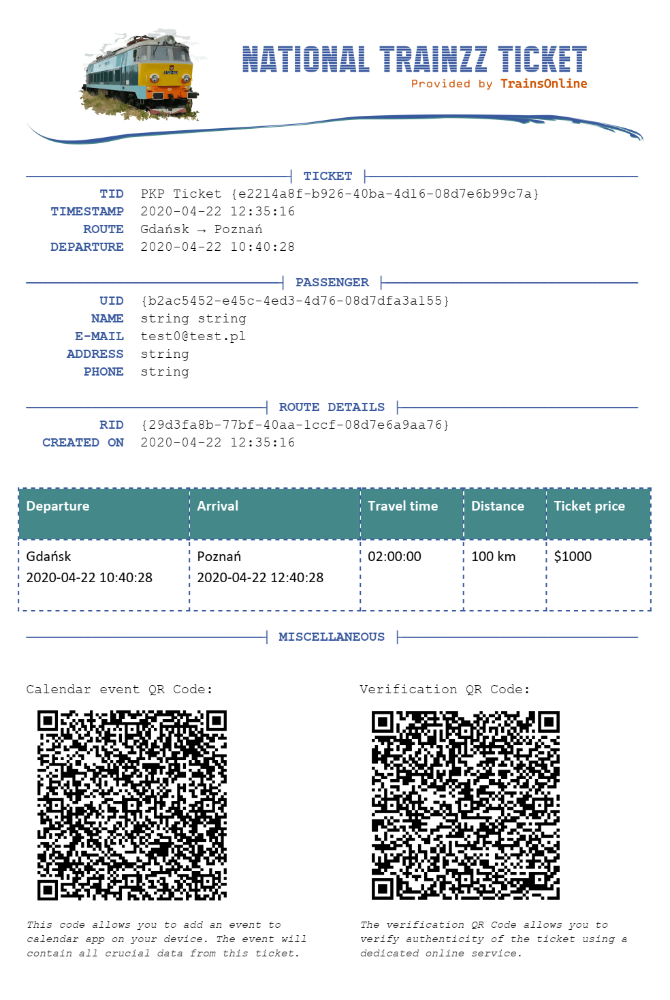 NATIONAL TRAINZZ TICKET
Provided by TrainsOnline
TICKET
TID PKP Ticket {e2214a8f-b926-40ba-4d16-08d7e6b99c7a}
TIMESTAMP 2020-04-22 12:35:16
ROUTE Gdańsk → Poznań
DEPARTURE 2020-04-22 10:40:28
PASSENGER
UID {b2ac5452-e45c-4ed3-4d76-08d7dfa3a155}
NAME string string
E-MAIL test0@test.pl
ADDRESS string
PHONE string
ROUTE DETAILS
RID {29d3fa8b-77bf-40aa-1ccf-08d7e6a9aa76}
CREATED ON 2020-04-22 12:35:16
Departure Arrival Travel time Distance Ticket price
Gdańsk Poznań 02:00:00 100 km $1000
2020-04-22 10:40:28 2020-04-22 12:40:28
MISCELLANEOUS
Calendar event QR Code:
This code allows you to add an event to
calendar app on your device. The event will
contain all crucial data from this ticket.
Verification QR Code:
The verification QR Code allows you to
verify authenticity of the ticket using a
dedicated online service.